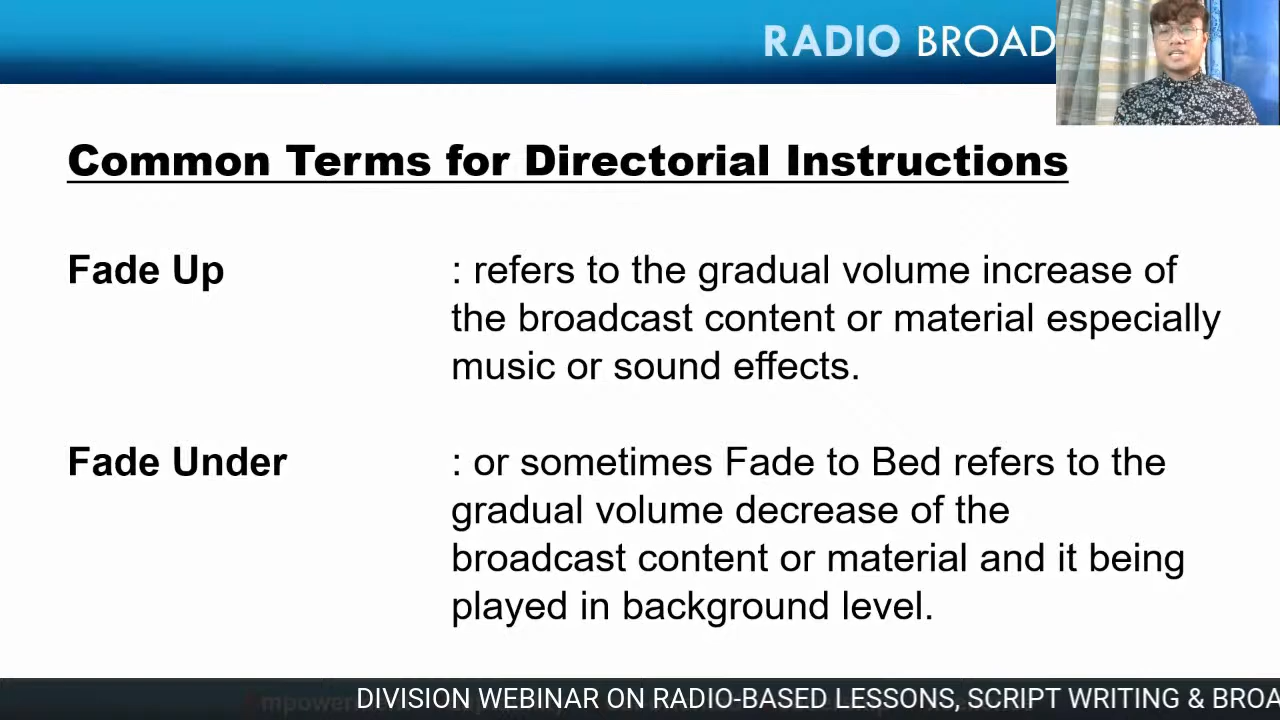 RADIO BROAD
Common Terms for Directorial Instructions
Fade Up : refers to the gradual volume increase of
the broadcast content or material especially
music or sound effects.
Fade Under : or sometimes Fade to Bed refers to the
gradual volume decrease of the
broadcast content or material and it being
played in background level.
DIVISION WEBINAR ON RADIO-BASED LESSONS, SCRIPT WRITING & BROA